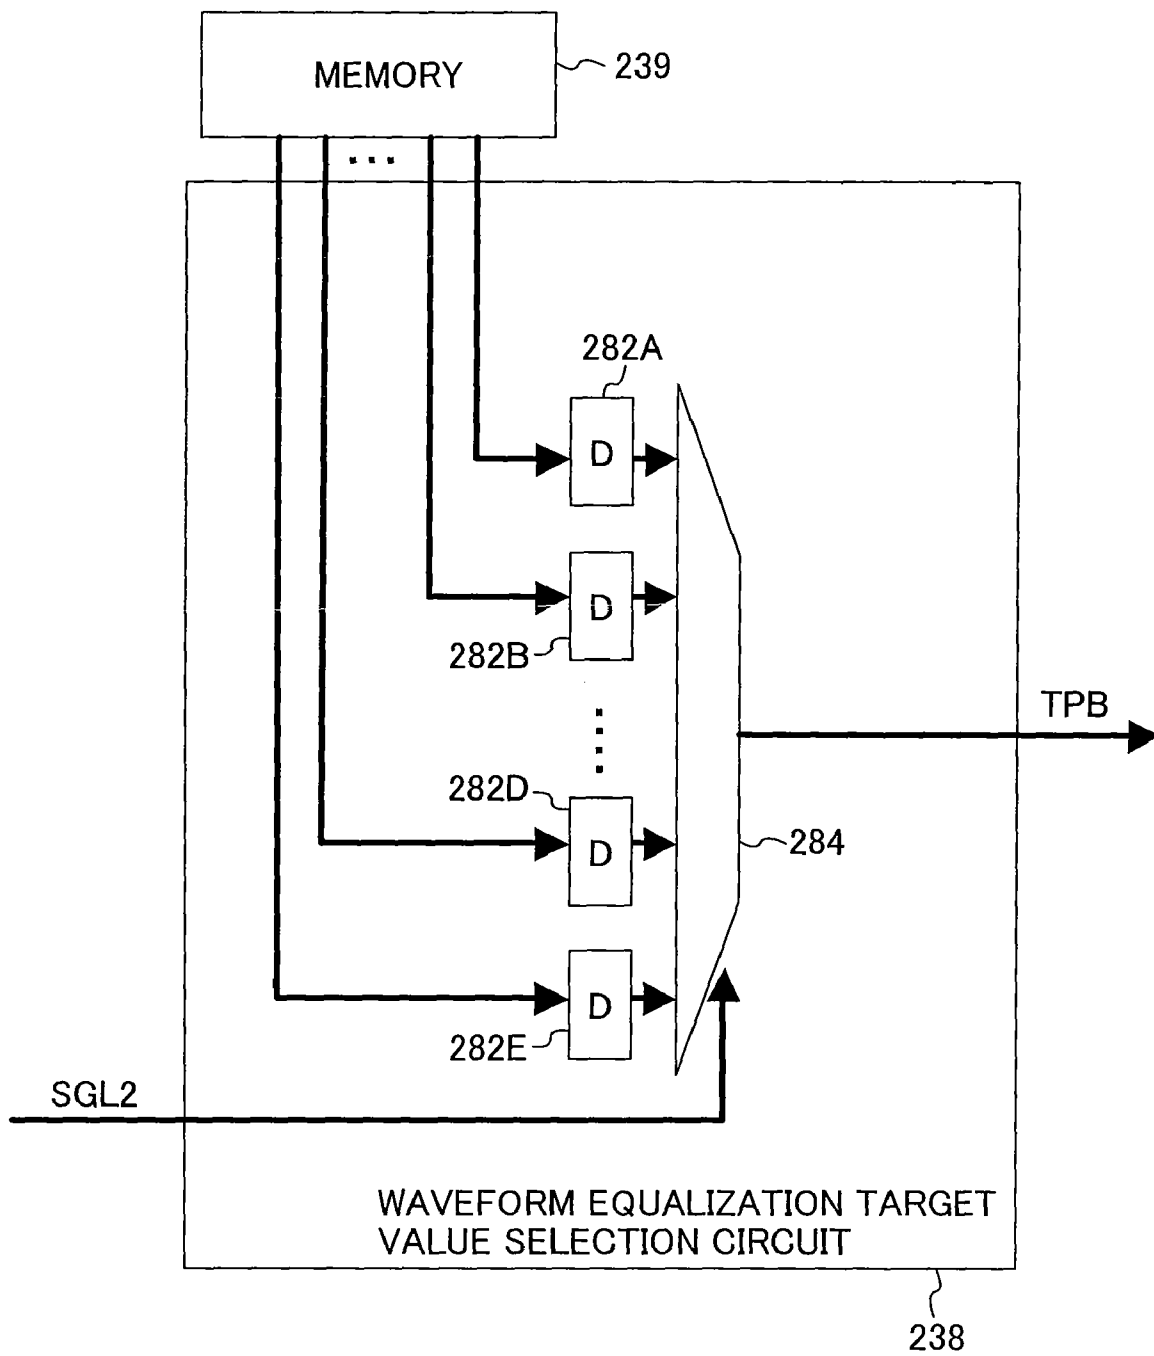 MEMORY
239
282A
D
D
282B
TPB
282D
D
284
D
282E
SGL2
WAVEFORM EQUALIZATION TARGET
VALUE SELECTION CIRCUIT
238